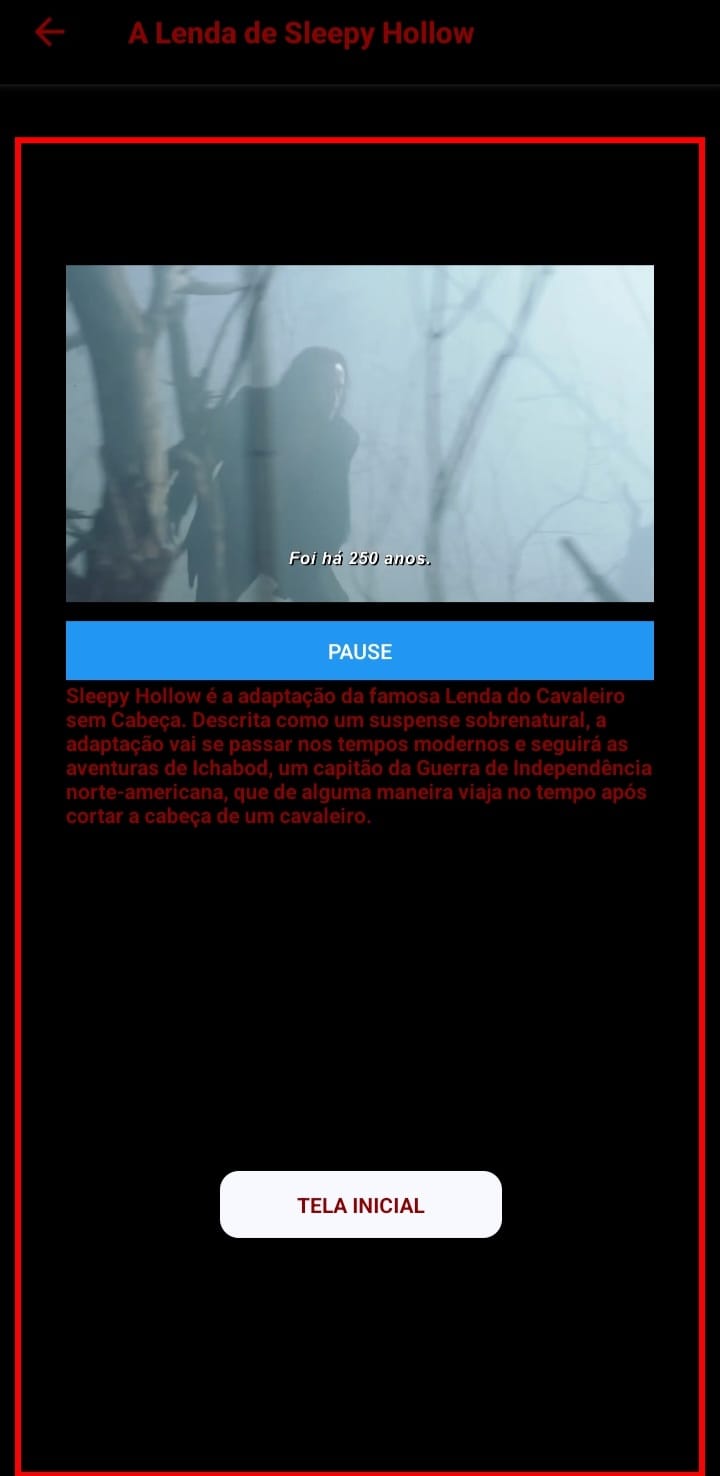 A Lenda de Sleepy Hollow
Foi há 250 anos.
PAUSE
Sleepy Hollow é a adaptação da famosa Lenda do Cavaleiro
sem Cabeça. Descrita como um suspense sobrenatural, a
adaptação vai se passar nos tempos modernos e seguirá as
aventuras de Ichabod, um capitão da Guerra de Independência
norte-americana, que de alguma maneira viaja no tempo após
cortar a cabeça de um cavaleiro.
TELA INICIAL